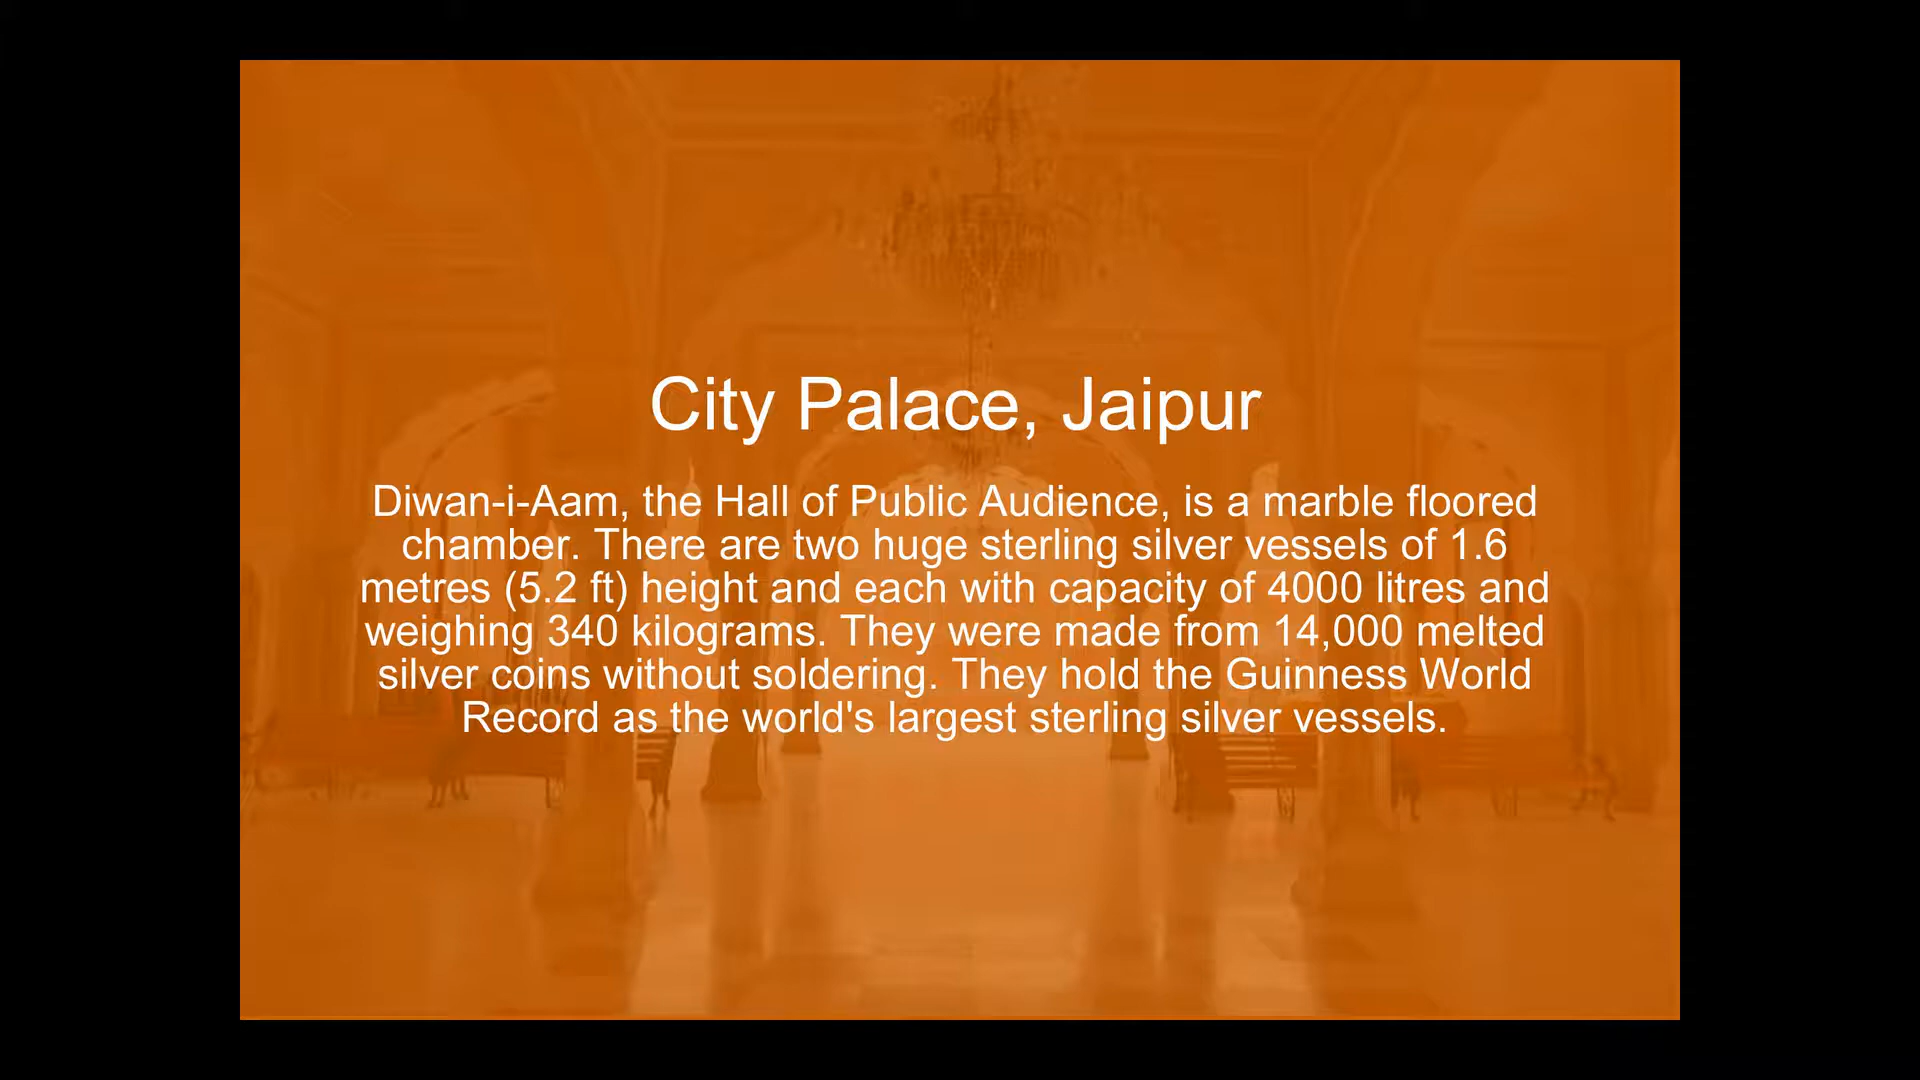 City Palace, Jaipur
Diwan-i-Aam, the Hall of Public Audience, is a marble floored
chamber. There are two huge sterling silver vessels of 1.6
metres (5.2 ft) height and each with capacity of 4000 litres and
weighing 340 kilograms. They were made from 14,000 melted
silver coins without soldering. They hold the Guinness World
Record as the world's largest sterling silver vessels.